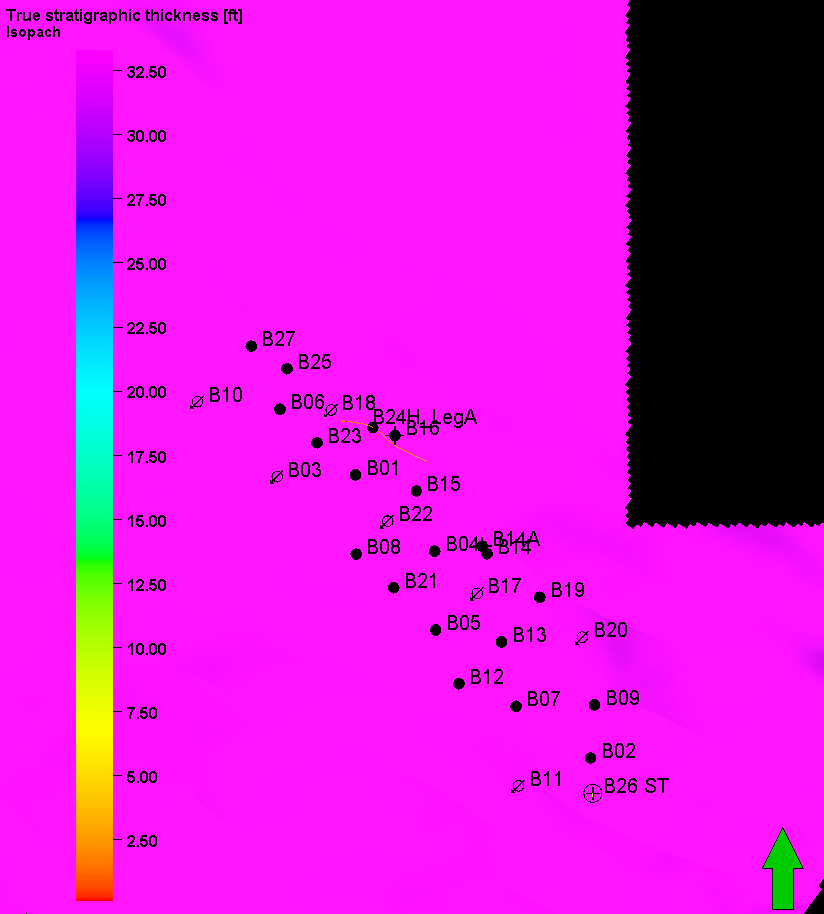 True stratigraphic thickness [ft]
Isopach
32.50
30.00
27.50
25.00
22.50
20.00
17.50
15.00
12.50
10.00
7.50
5.00
2.50
B27
B25
B10
B06
B18
B24H_LegA
B16
B23
B03
B01
B15
B22
B14A
B04
B14
B08
B21
B17
B19
B05
B20
B13
B12
B07
B09
B02
B11
B26 ST